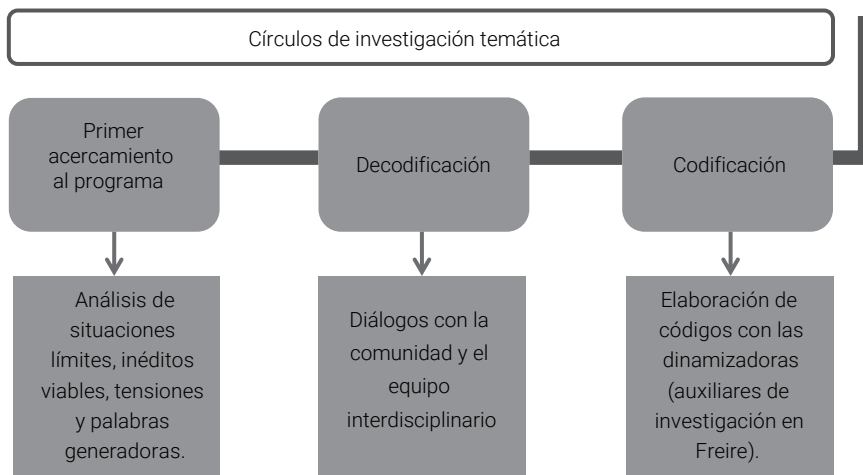 Círculos de investigación temática
Primer
acercamiento
al programa
Decodificación
Codificación
Análisis de
situaciones
límites, inéditos
viables, tensiones
y palabras
generadoras.
Diálogos con la
comunidad y el
equipo
interdisciplinario
Elaboración de
códigos con las
dinamizadoras
(auxiliares de
investigación en
Freire).